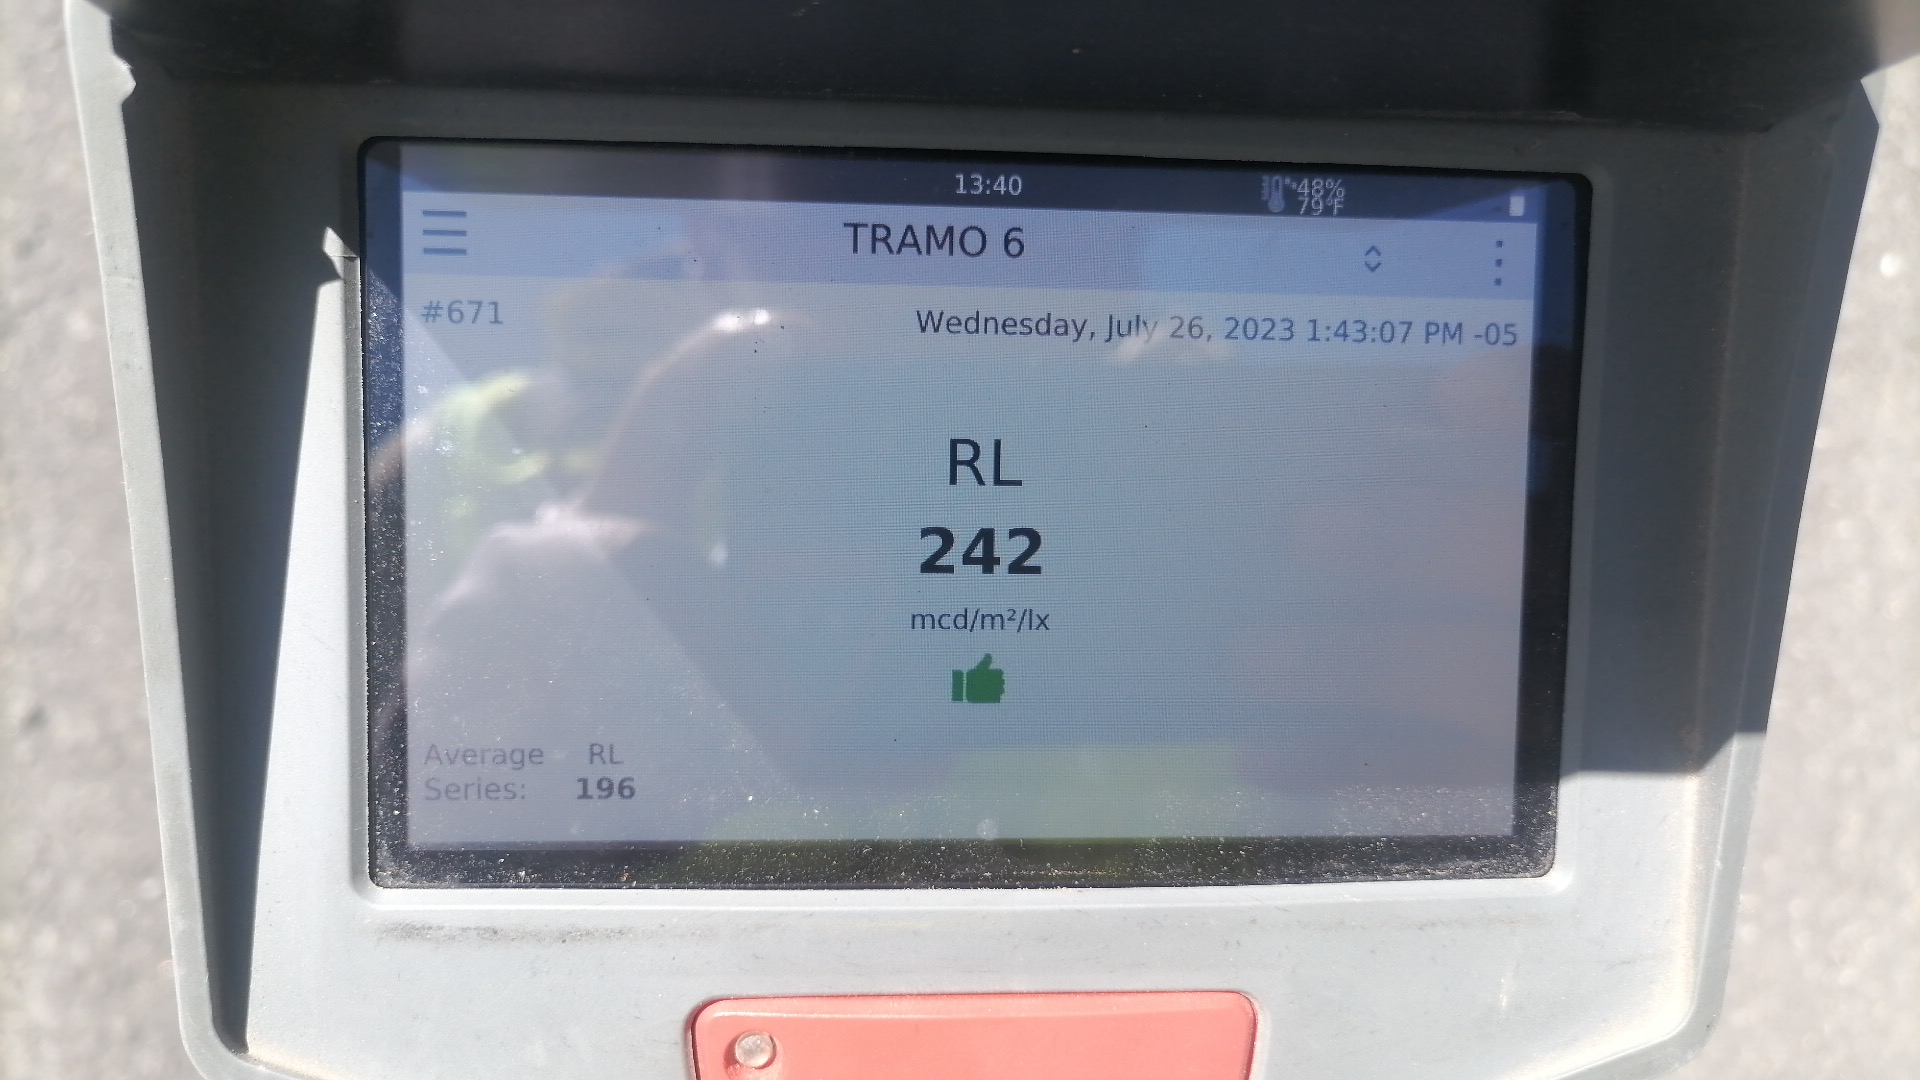 13:40
48%
79°F
TRAMO 6
#671
Wednesday, July 26, 2023 1:43:07 PM -05
RL
242
mcd/m²/lx
Average RL
Series: 196